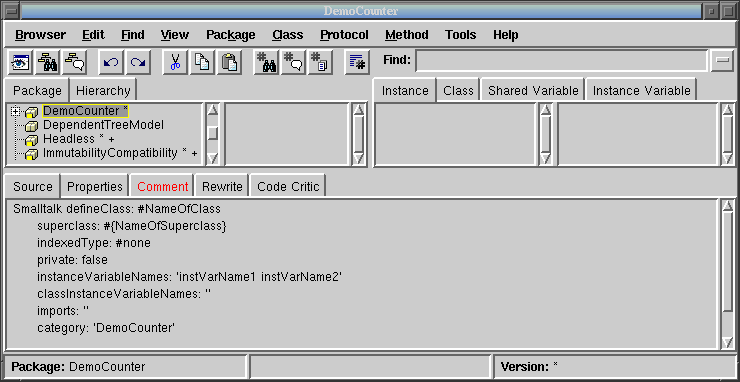 DemoCounter
Browser Edit Find View Package Class Protocol Method Tools Help
Find:
Package Hierarchy Instance Class Shared Variable Instance Variable
DemoCounter *
DependentTreeModel
Headless * +
ImmutabilityCompatibility * +
Source Properties Comment Rewrite Code Critic
Smalltalk defineClass: #NameOfClass
superclass: #{NameOfSuperclass}
indexedType: #none
private: false
instanceVariableNames: 'instVarName1 instVarName2'
classInstanceVariableNames: ''
imports: ''
category: 'DemoCounter'
Package: DemoCounter Version: *